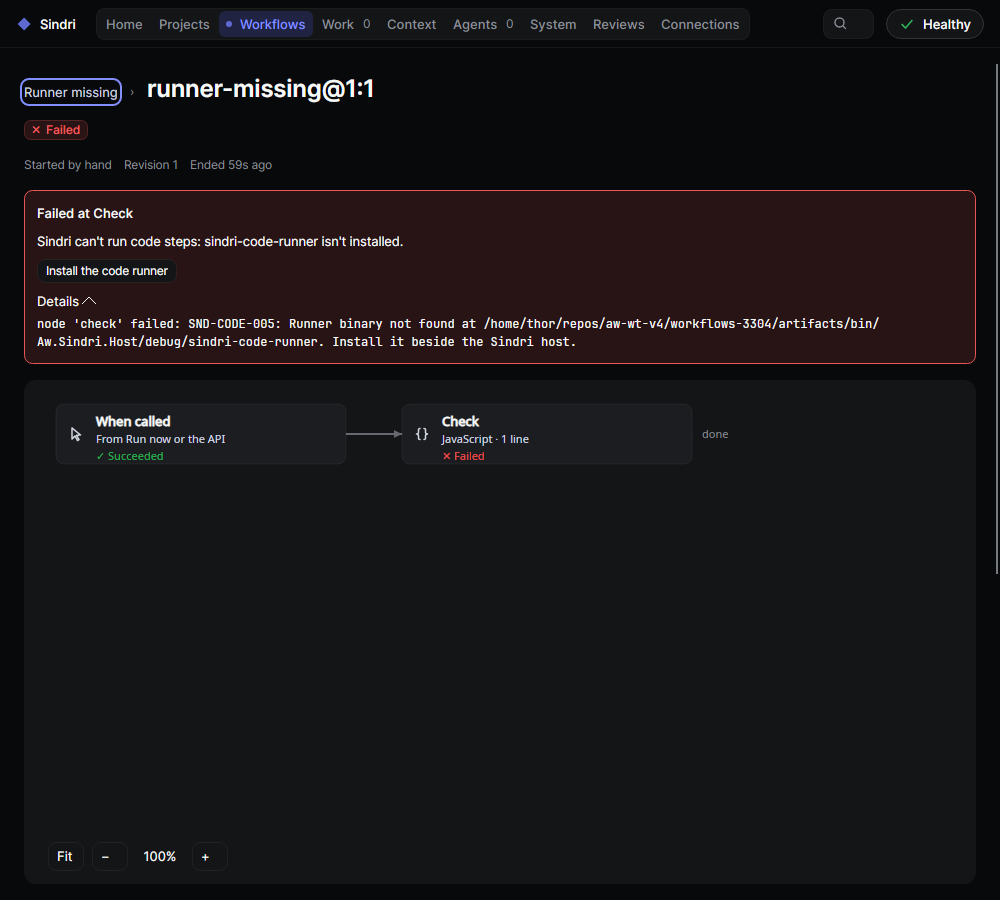 Sindri
Home Projects Workflows Work 0 Context Agents 0 System Reviews Connections
Healthy
Runner missing › runner-missing@1:1
✕ Failed
Started by hand Revision 1 Ended 59s ago
Failed at Check
Sindri can't run code steps: sindri-code-runner isn't installed.
Install the code runner
Details
node 'check' failed: SND-CODE-005: Runner binary not found at /home/thor/repos/aw-wt-v4/workflows-3304/artifacts/bin/
Aw.Sindri.Host/debug/sindri-code-runner. Install it beside the Sindri host.
When called
From Run now or the API
✓ Succeeded
{} Check
JavaScript · 1 line
✕ Failed
done
Fit − 100% +